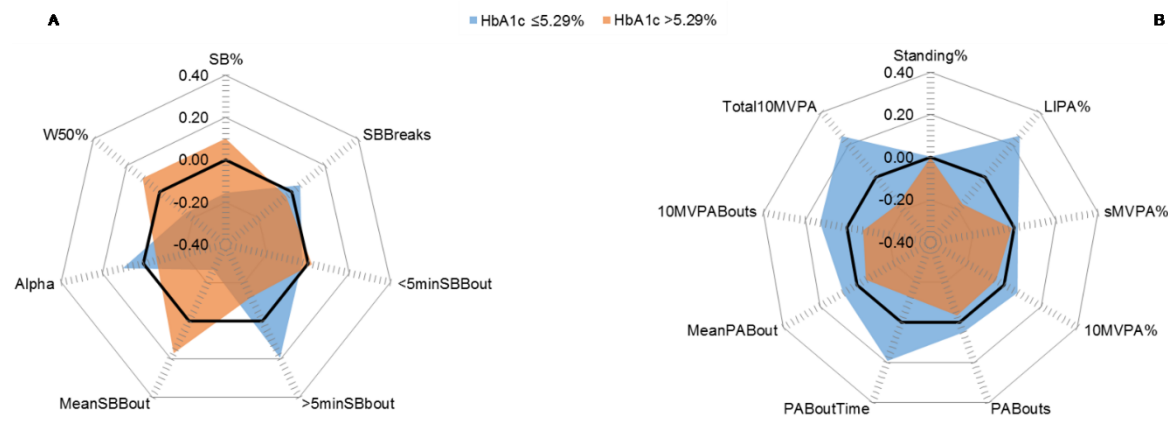 A
HbA1c ≤5.29%
HbA1c >5.29%
B
SB%
0.40
0.20
0.00
-0.20
-0.40
SBBreaks
<5minSBBout
>5minSBbout
MeanSBBout
Alpha
W50%
Standing%
0.40
0.20
0.00
-0.20
-0.40
LIPA%
sMVPA%
10MVPA%
PABouts
PABoutTime
MeanPABout
10MVPABouts
Total10MVPA